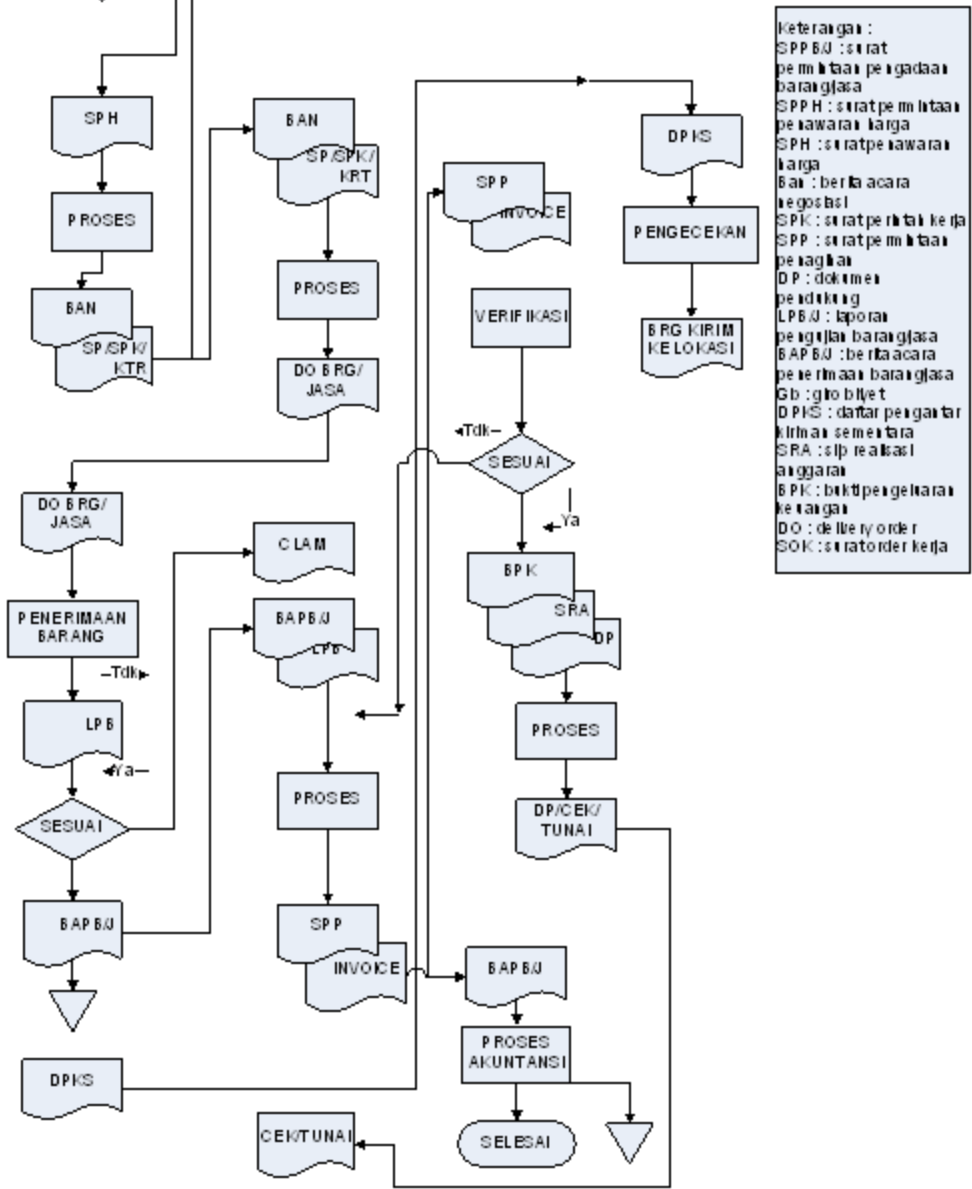 SPH
PROSES
BAN
SP/SPK/
KTR
BAN
SP/SPK/
KRT
PROSES
DO BRG/
JASA
DO BRG/
JASA
PENERIMAAN
BARANG
Tdk
LPB
Ya
SESUAI
BAPB/J
DPKS
CLAM
BAPB/J
LPB
PROSES
SPP
INVOICE
CEK/TUNAI
SPP
INVOICE
VERIFIKASI
Tdk
SESUAI
Ya
BPK
SRA
DP
PROSES
DP/CEK/
TUNAI
BAPB/J
PROSES
AKUNTANSI
SELESAI
DPKS
PENGECEKAN
BRG KIRIM
KELOKASI
Keterangan :
SPPB/J : surat
permintaan pengadaan
barang/jasa
SPPH : surat permintaan
penawaran harga
SPH : surat penawaran
harga
Ban : berita acara
negosiasi
SPK : surat perintah kerja
SPP : surat permintaan
penagihan
DP : dokumen
pendukung
LPB/J : laporan
pengujian barang/jasa
BAPB/J : berita acara
penerimaan barang/jasa
Gb : giro bilyet
DPKS : daftar pengantar
kiriman sementara
SRA : slip realisasi
anggaran
BPK : bukti pengeluaran
keuangan
DO : delivery order
SOK : surat order kerja